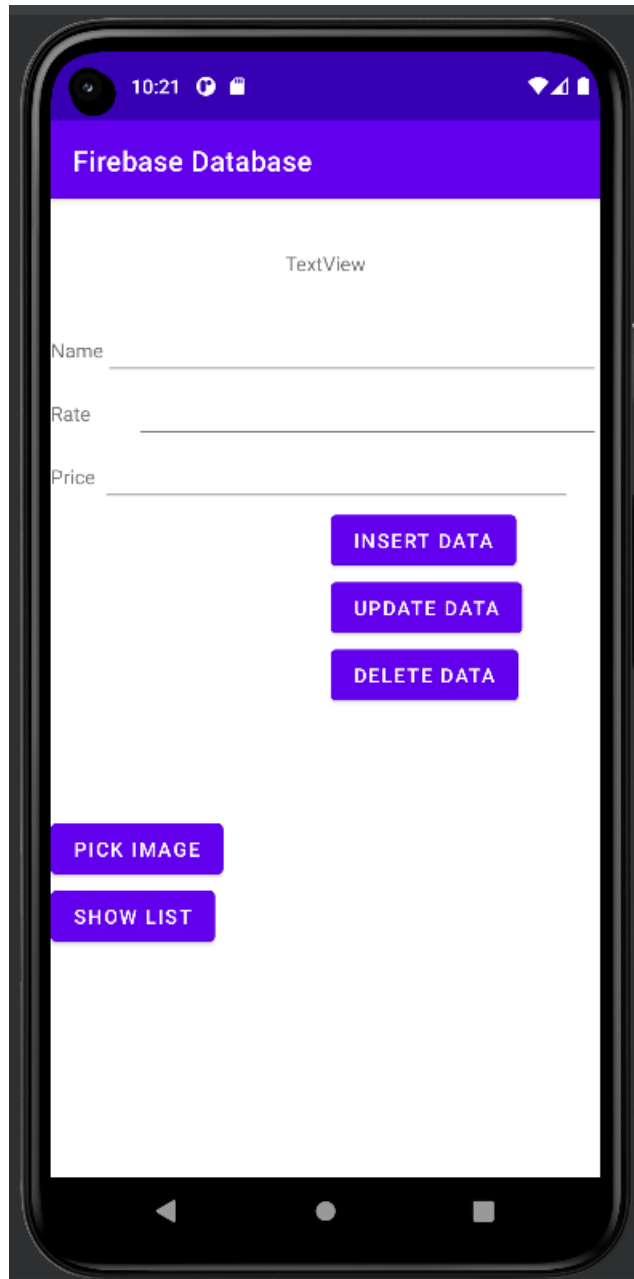 10:21
Firebase Database
TextView
Name
Rate
Price
INSERT DATA
UPDATE DATA
DELETE DATA
PICK IMAGE
SHOW LIST